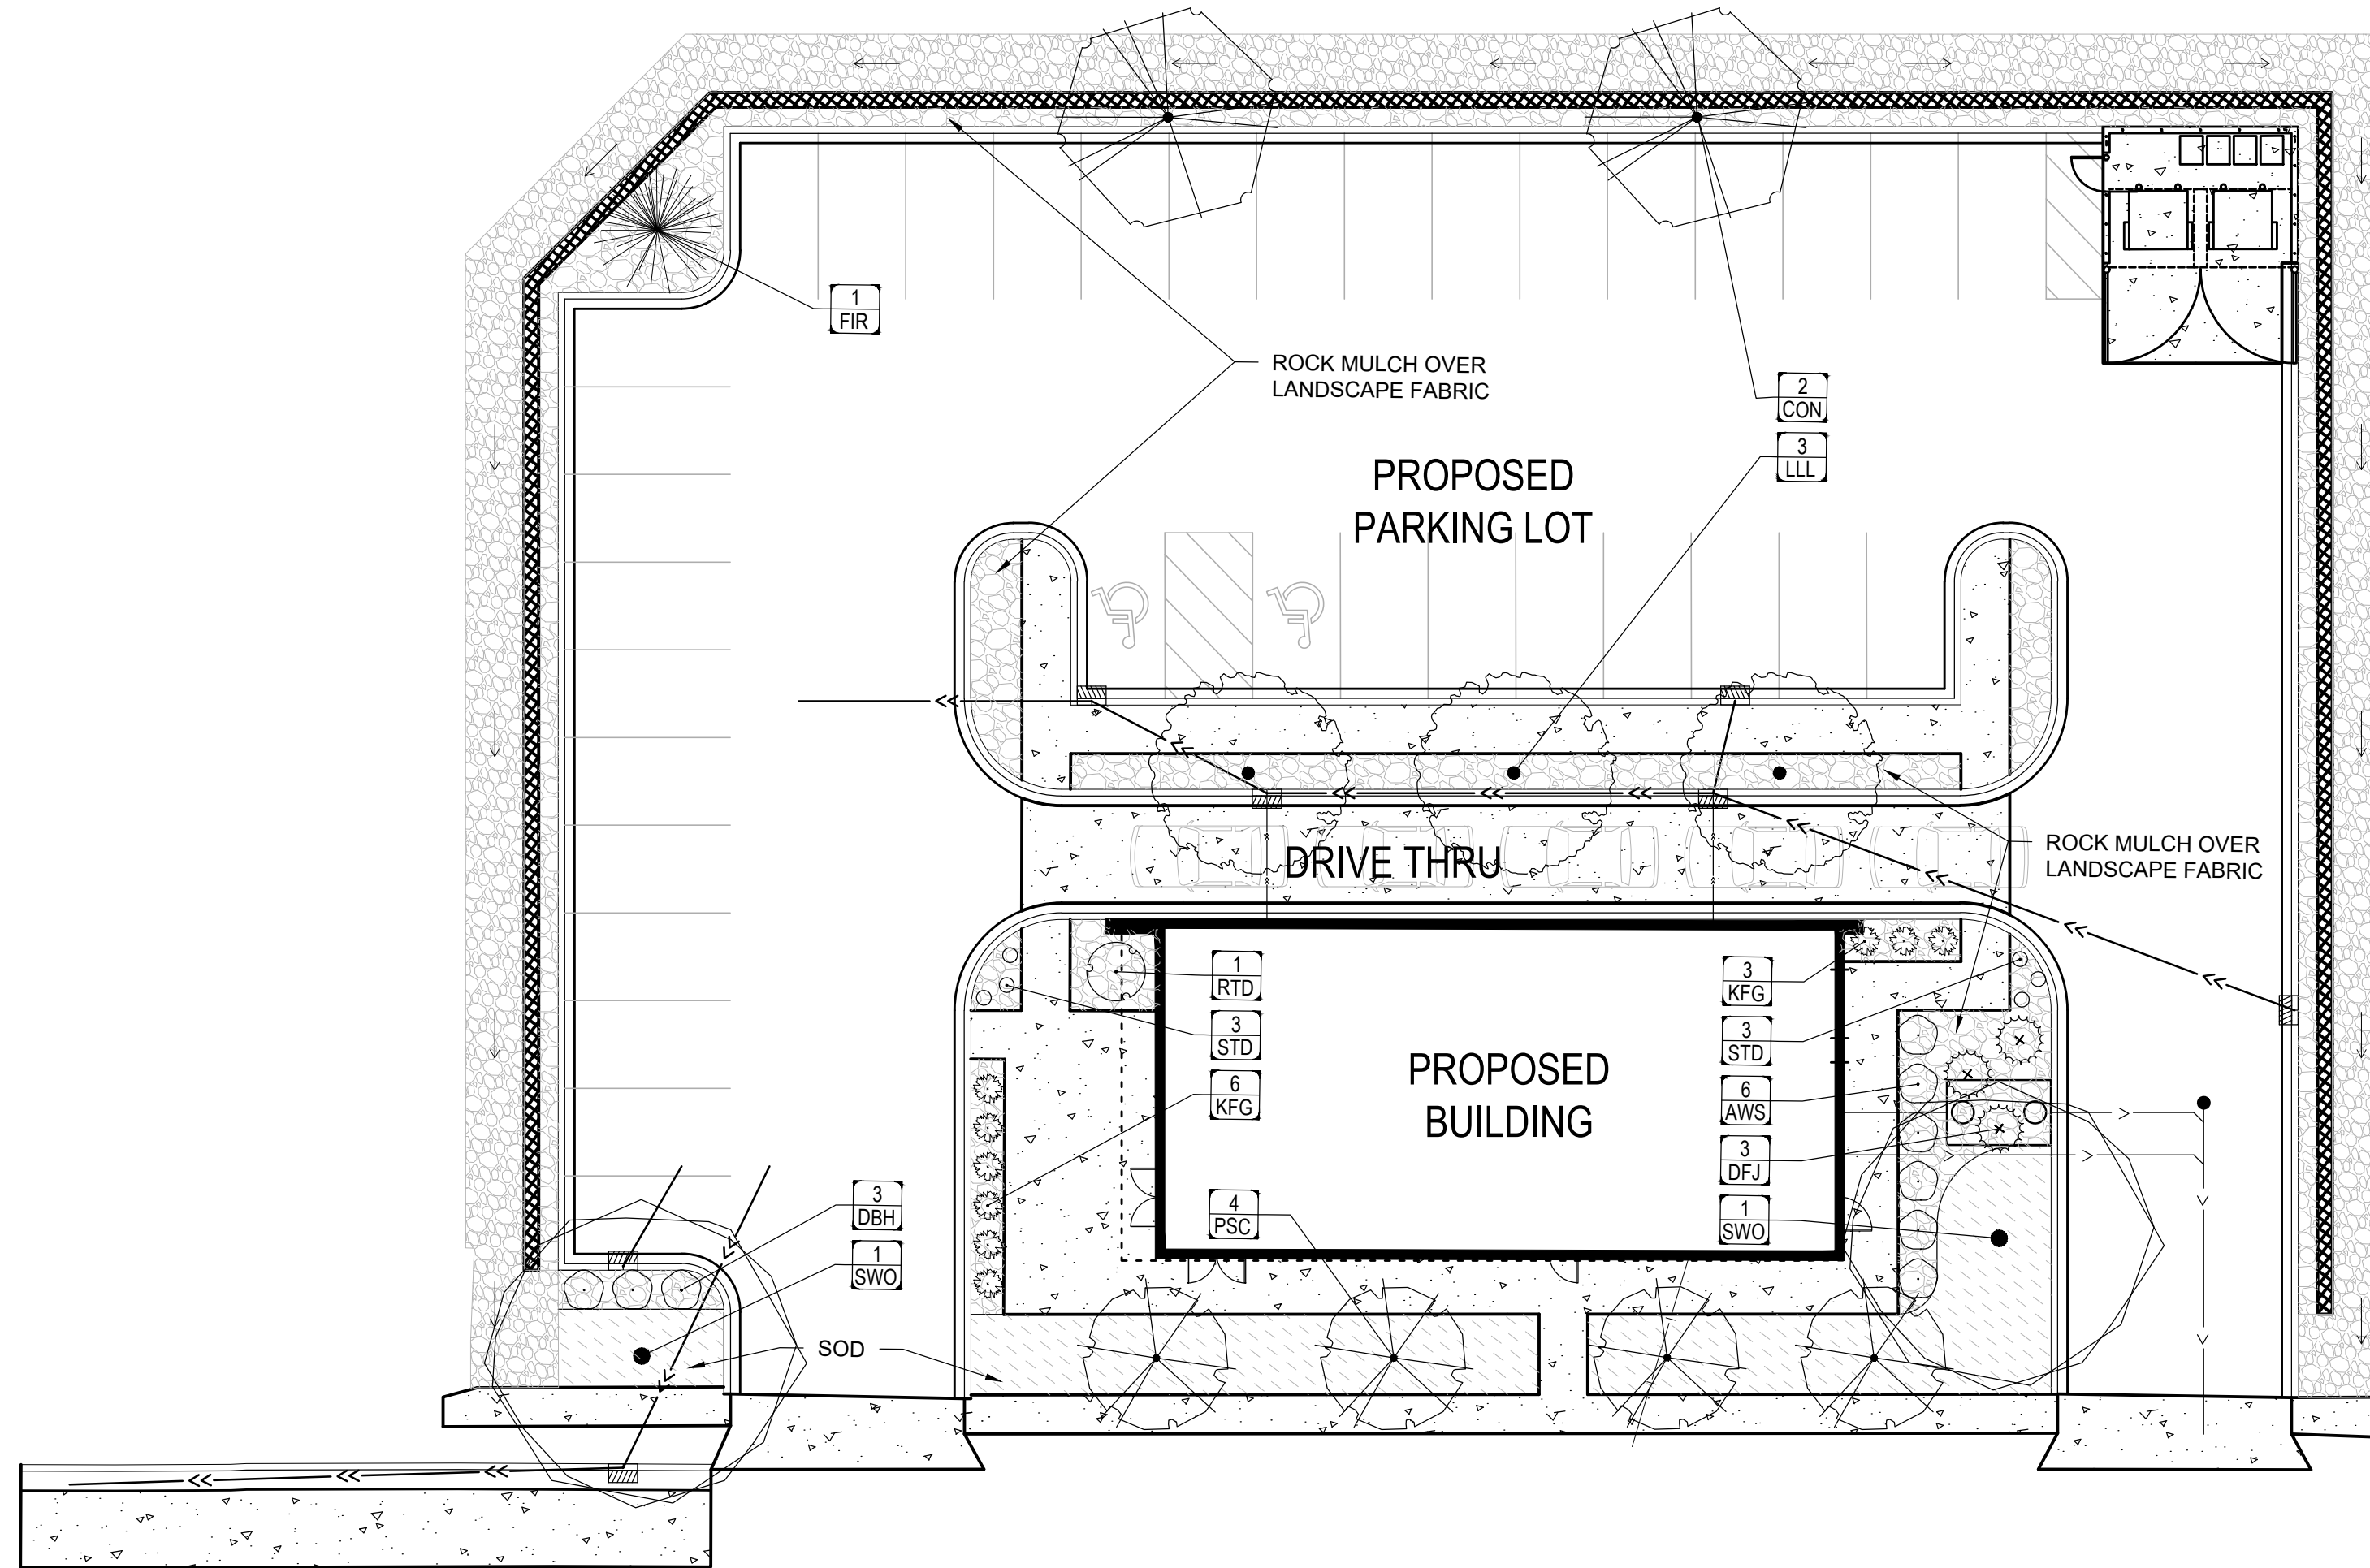 1
FIR
ROCK MULCH OVER
LANDSCAPE FABRIC
2
CON
3
LLL
PROPOSED
PARKING LOT
DRIVE THRU
ROCK MULCH OVER
LANDSCAPE FABRIC
1
RTD
3
STD
6
KFG
4
PSC
PROPOSED
BUILDING
3
KFG
3
STD
6
AWS
3
DFJ
1
SWO
3
DBH
1
SWO
SOD